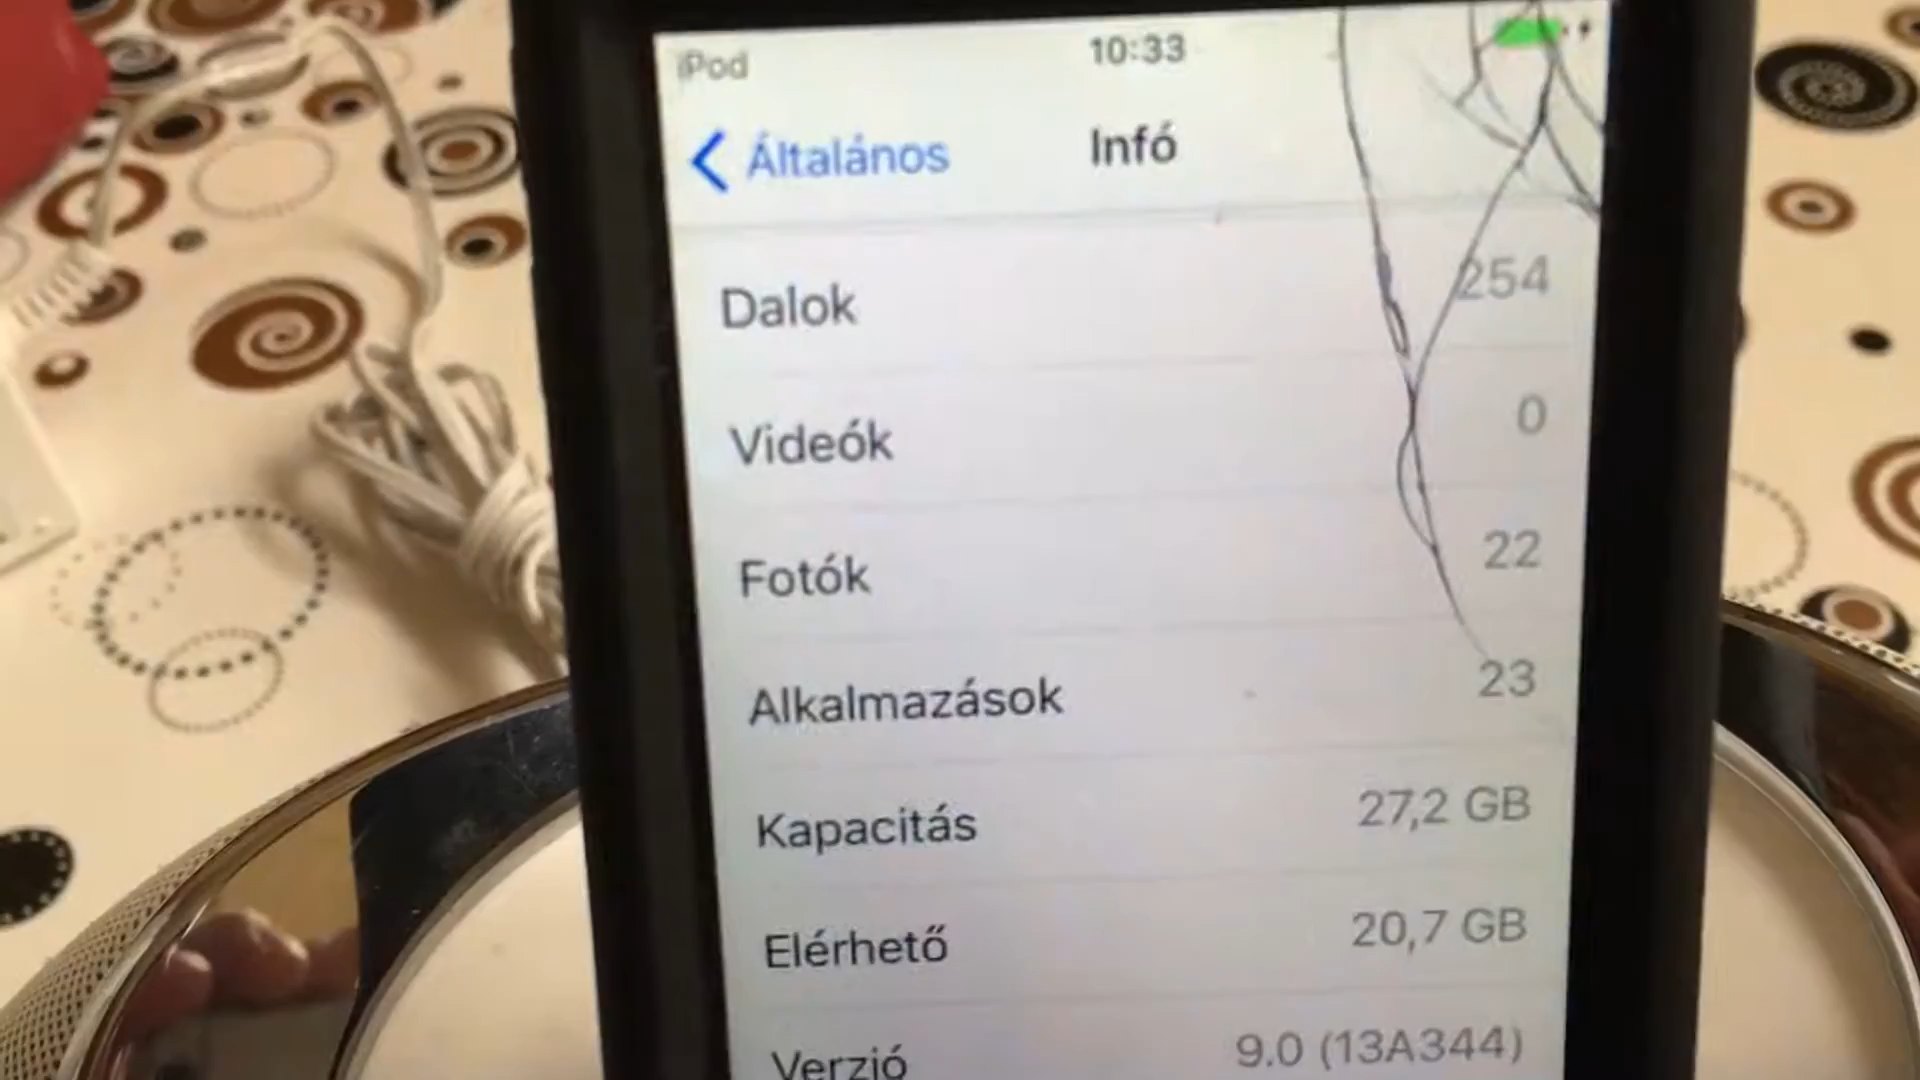 iPod 10:33
Általános Infó
Dalok 254
Videók 0
Fotók 22
Alkalmazások 23
Kapacitás 27,2 GB
Elérhető 20,7 GB
Verzió 9.0 (13A344)